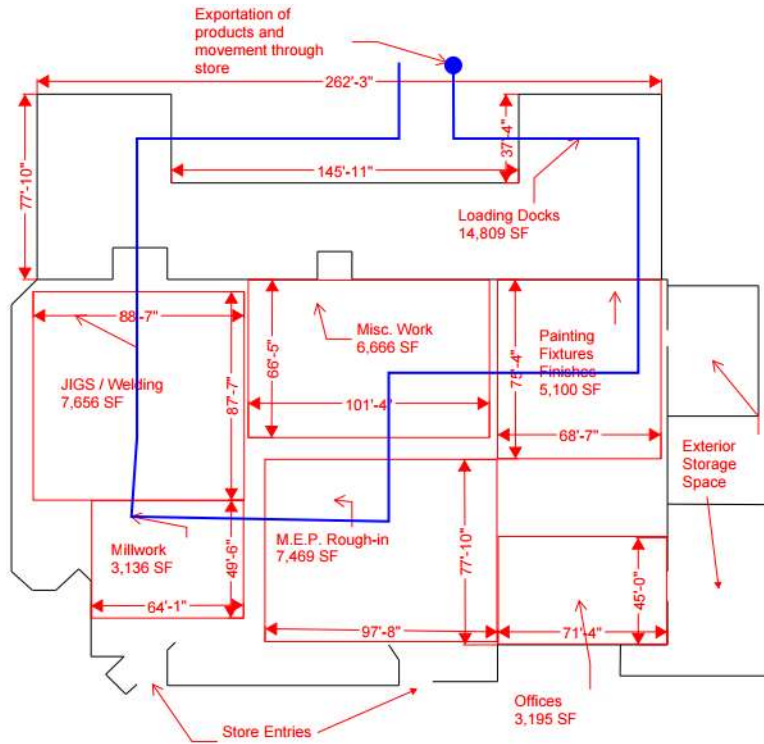 Exportation of
products and
movement through
store
262'-3"
77'-10"
37'-4"
145'-11"
Loading Docks
14,809 SF
88'-7"
Misc. Work
6,666 SF
Painting
Fixtures
Finishes
5,100 SF
66'-5"
75'-4"
JIGS / Welding
7,656 SF
87'-7"
101'-4"
68'-7"
Exterior
Storage
Space
M.E.P. Rough-in
7,469 SF
Millwork
3,136 SF
49'-6"
77'-10"
45'-0"
64'-1"
97'-8"
71'-4"
Offices
3,195 SF
Store Entries